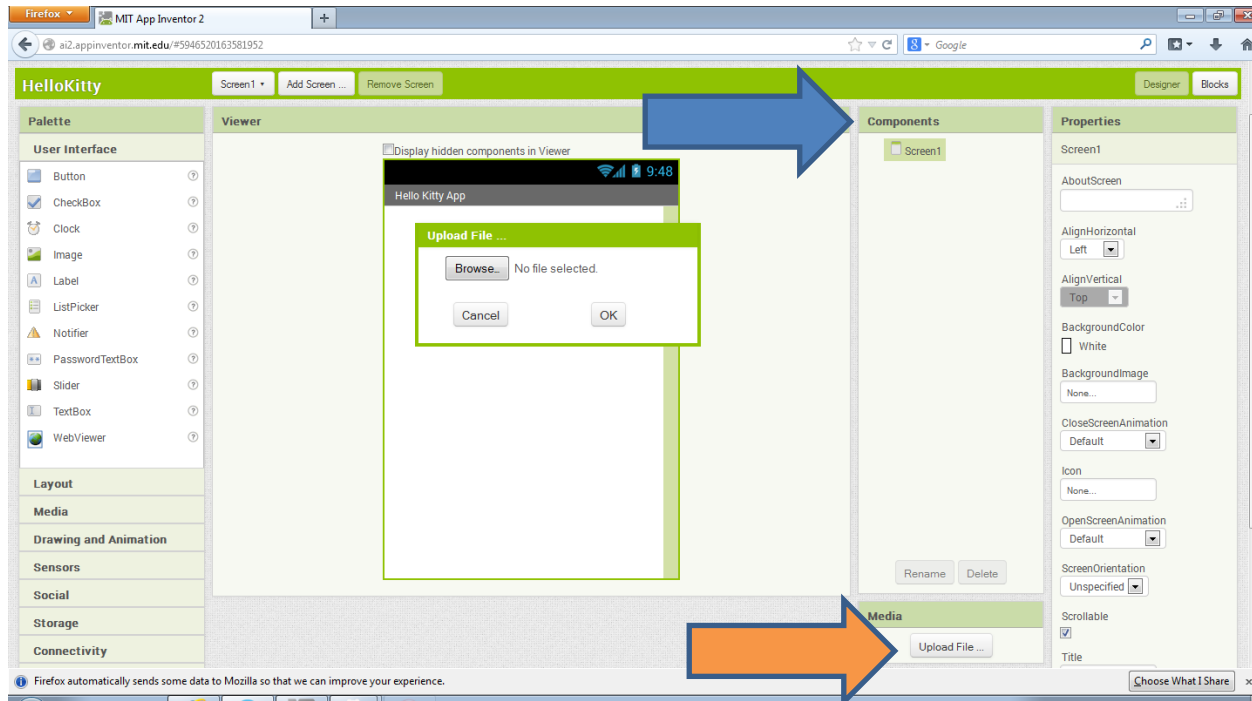 Firefox
MIT App Inventor 2
+
ai2.appinventor.mit.edu/#5946520163581952
Google
HelloKitty
Screen1
Add Screen ...
Remove Screen
Designer
Blocks
Palette
User Interface
Button
CheckBox
Clock
Image
Label
ListPicker
Notifier
PasswordTextBox
Slider
TextBox
WebViewer
Layout
Media
Drawing and Animation
Sensors
Social
Storage
Connectivity
Viewer
Display hidden components in Viewer
9:48
Hello Kitty App
Upload File ...
Browse_ No file selected.
Cancel
OK
Components
Screen1
Rename
Delete
Media
Upload File ...
Properties
Screen1
AboutScreen
AlignHorizontal
Left
AlignVertical
Top
BackgroundColor
White
BackgroundImage
None...
CloseScreenAnimation
Default
Icon
None...
OpenScreenAnimation
Default
ScreenOrientation
Unspecified
Scrollable
Title
Firefox automatically sends some data to Mozilla so that we can improve your experience.
Choose What I Share